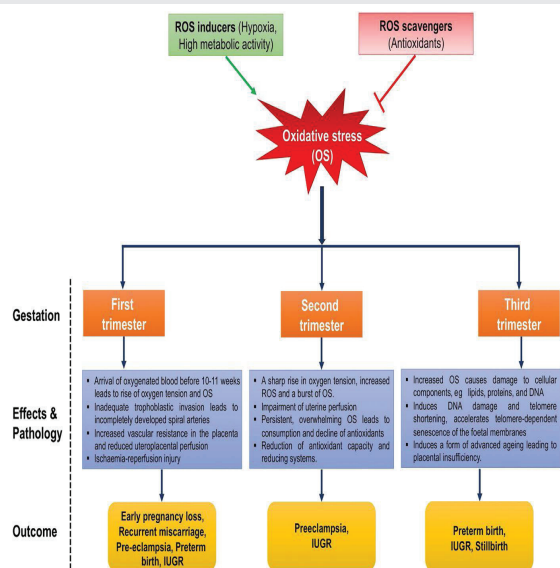 ROS inducers (Hypoxia,
High metabolic activity)
ROS scavengers
(Antioxidants)
Oxidative stress
(OS)
Gestation
First
trimester
Second
trimester
Third
trimester
Effects &
Pathology
• Arrival of oxygenated blood before 10-11 weeks
leads to rise of oxygen tension and OS
• Inadequate trophoblastic invasion leads to
incompletely developed spiral arteries
• Increased vascular resistance in the placenta
and reduced uteroplacental perfusion
• Ischaemia-reperfusion injury
• A sharp rise in oxygen tension, increased
ROS and a burst of OS.
• Impairment of uterine perfusion
• Persistent, overwhelming OS leads to
consumption and decline of antioxidants
• Reduction of antioxidant capacity and
reducing systems.
• Increased OS causes damage to cellular
components, eg lipids, proteins, and DNA
• Induces DNA damage and telomere
shortening, accelerates telomere-dependent
senescence of the foetal membranes
• Induces a form of advanced ageing leading to
placental insufficiency.
Outcome
Early pregnancy loss,
Recurrent miscarriage,
Pre-eclampsia, Preterm
birth, IUGR
Preeclampsia,
IUGR
Preterm birth,
IUGR, Stillbirth